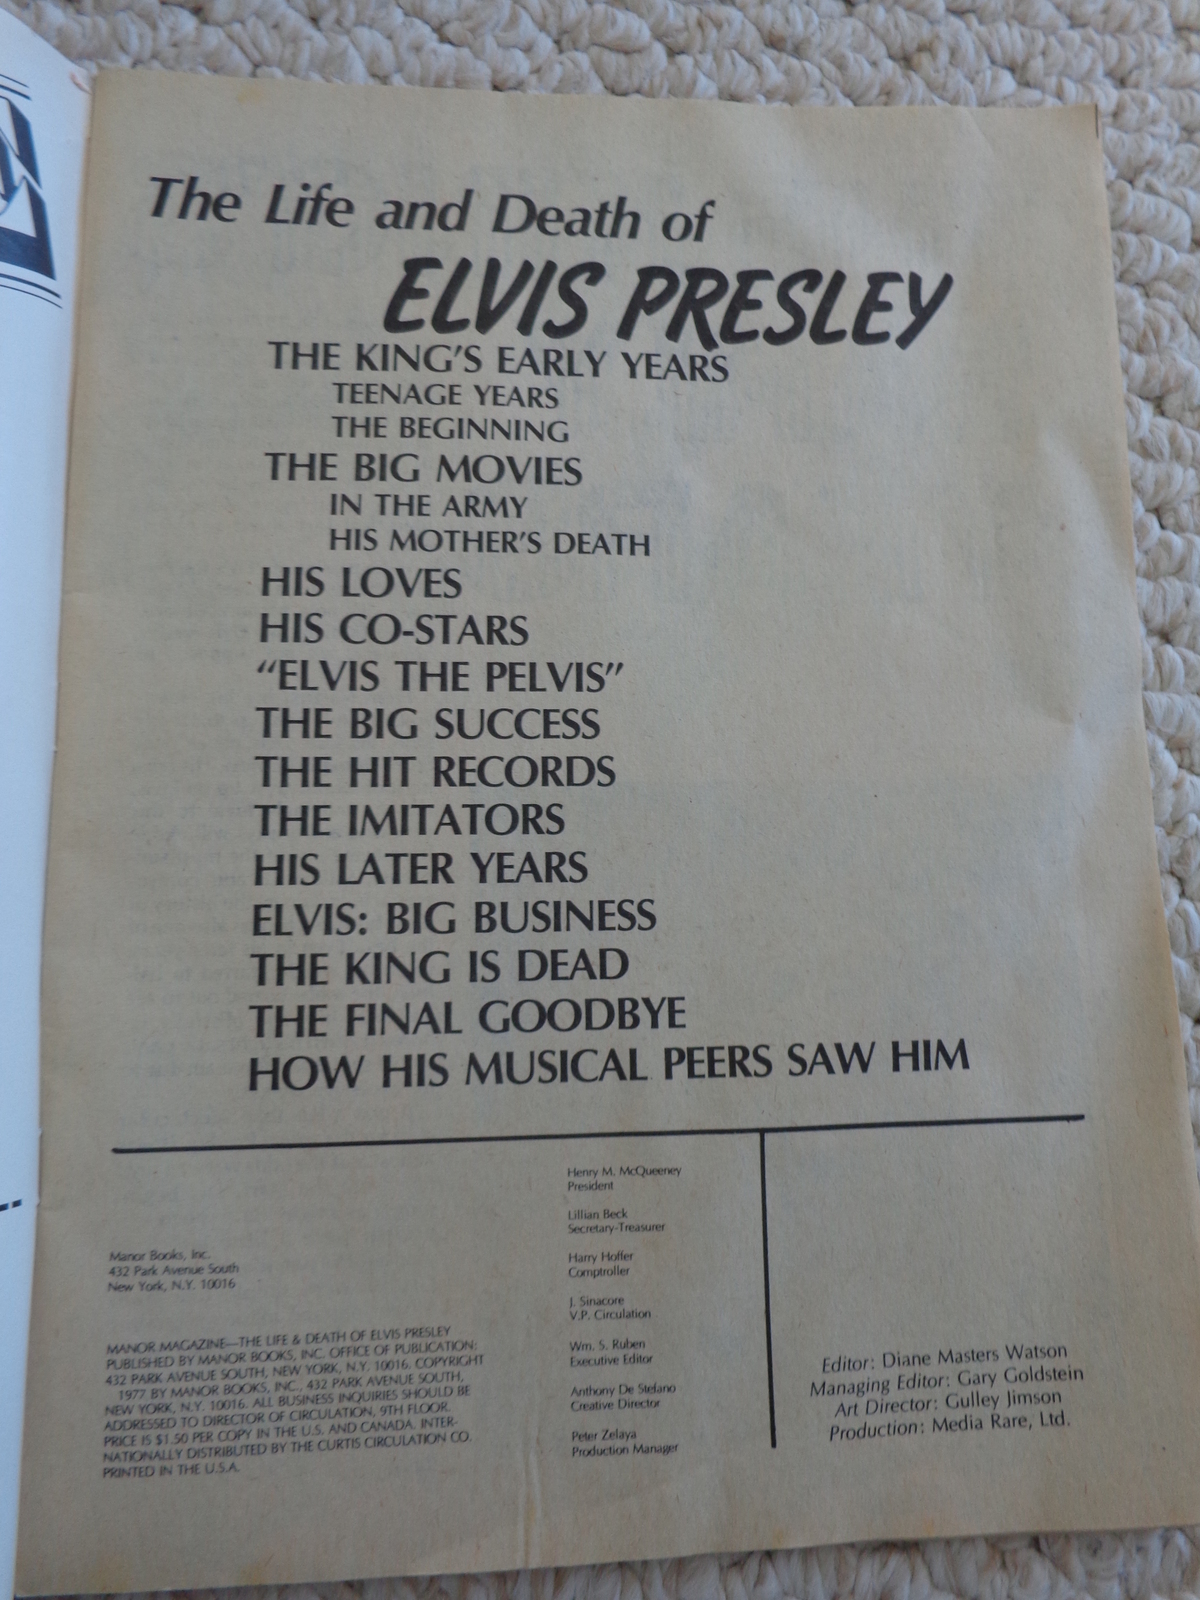 The Life and Death of
ELVIS PRESLEY
THE KING'S EARLY YEARS
TEENAGE YEARS
THE BEGINNING
THE BIG MOVIES
IN THE ARMY
HIS MOTHER'S DEATH
HIS LOVES
HIS CO-STARS
"ELVIS THE PELVIS"
THE BIG SUCCESS
THE HIT RECORDS
THE IMITATORS
HIS LATER YEARS
ELVIS: BIG BUSINESS
THE KING IS DEAD
THE FINAL GOODBYE
HOW HIS MUSICAL PEERS SAW HIM
Manor Books, Inc.
432 Park Avenue South
New York, N.Y. 10016
MANOR MAGAZINE—THE LIFE & DEATH OF ELVIS PRESLEY
PUBLISHED BY MANOR BOOKS, INC. OFFICE OF PUBLICATION:
432 PARK AVENUE SOUTH, NEW YORK, N.Y. 10016. COPYRIGHT
1977 BY MANOR BOOKS, INC., 432 PARK AVENUE SOUTH,
NEW YORK, N.Y. 10016. ALL BUSINESS INQUIRIES SHOULD BE
ADDRESSED TO DIRECTOR OF CIRCULATION, 9TH FLOOR.
PRICE IS $1.50 PER COPY IN THE U.S. AND CANADA. INTER-
NATIONALLY DISTRIBUTED BY THE CURTIS CIRCULATION CO.
PRINTED IN THE U.S.A.
Henry M. McQueeney
President
Lillian Beck
Secretary-Treasurer
Harry Hoffer
Comptroller
J. Sinacore
V.P. Circulation
Wm. S. Ruben
Executive Editor
Anthony De Stefano
Creative Director
Peter Zelaya
Production Manager
Editor: Diane Masters Watson
Managing Editor: Gary Goldstein
Art Director: Gulley Jimson
Production: Media Rare, Ltd.